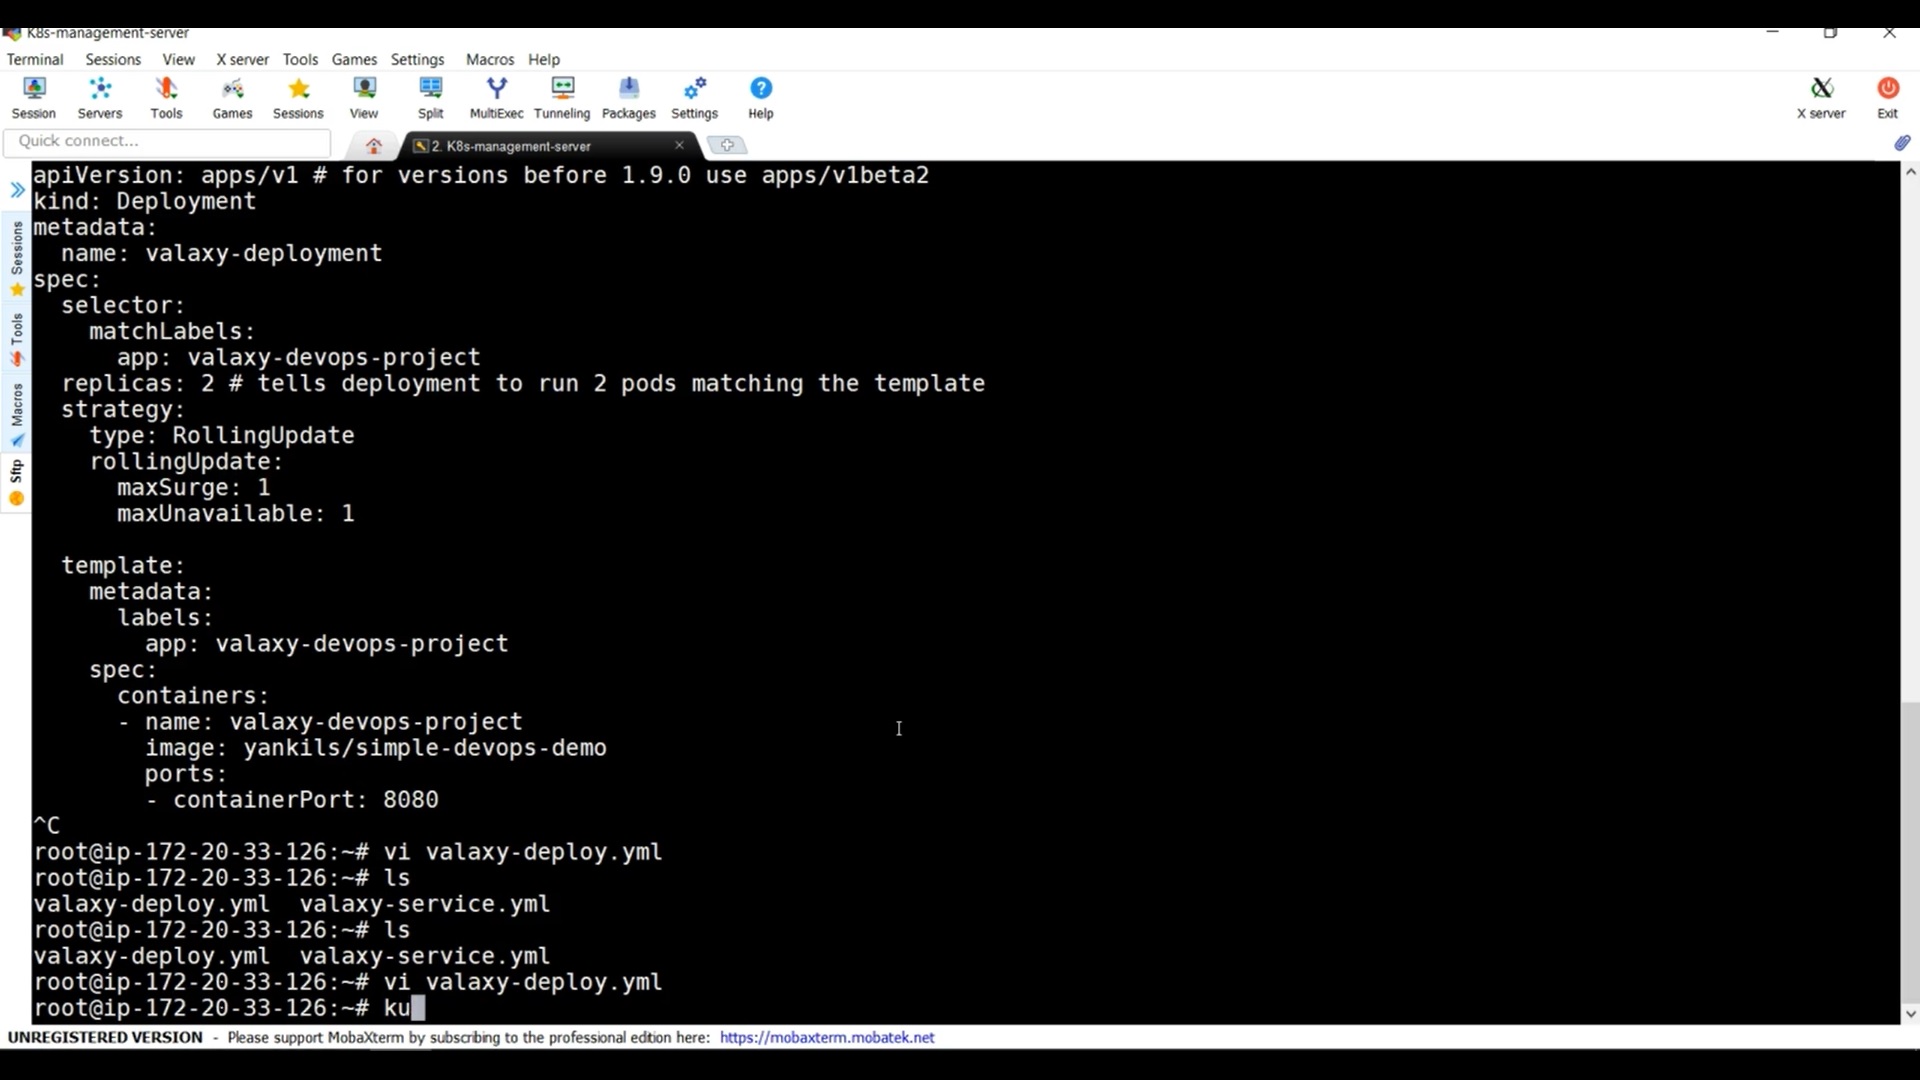 K8s-management-server
Terminal Sessions View X server Tools Games Settings Macros Help
Session Servers Tools Games Sessions View Split MultiExec Tunneling Packages Settings Help X server Exit
Quick connect...
2. K8s-management-server
Sessions
Tools
Macros
Sftp
apiVersion: apps/v1 # for versions before 1.9.0 use apps/v1beta2
kind: Deployment
metadata:
  name: valaxy-deployment
spec:
  selector:
    matchLabels:
      app: valaxy-devops-project
  replicas: 2 # tells deployment to run 2 pods matching the template
  strategy:
    type: RollingUpdate
    rollingUpdate:
      maxSurge: 1
      maxUnavailable: 1
  template:
    metadata:
      labels:
        app: valaxy-devops-project
    spec:
      containers:
      - name: valaxy-devops-project
        image: yankils/simple-devops-demo
        ports:
        - containerPort: 8080
^C
root@ip-172-20-33-126:~# vi valaxy-deploy.yml
root@ip-172-20-33-126:~# ls
valaxy-deploy.yml  valaxy-service.yml
root@ip-172-20-33-126:~# ls
valaxy-deploy.yml  valaxy-service.yml
root@ip-172-20-33-126:~# vi valaxy-deploy.yml
root@ip-172-20-33-126:~# ku
UNREGISTERED VERSION - Please support MobaXterm by subscribing to the professional edition here: https://mobaxterm.mobatek.net